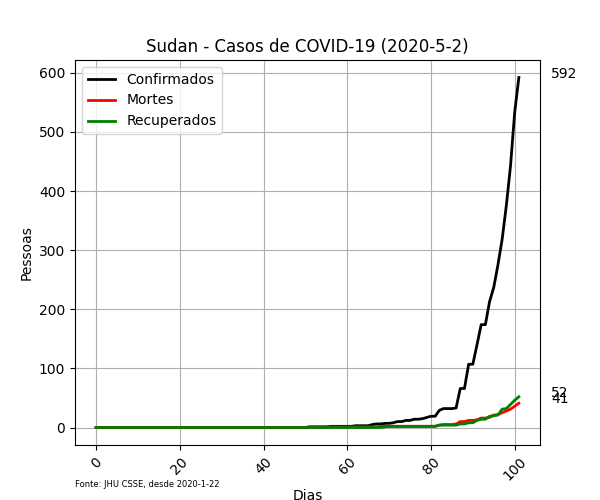 Sudan - Casos de COVID-19 (2020-5-2)
Confirmados
Mortes
Recuperados
592
52
41
600
500
400
300
200
100
0
Pessoas
0
20
40
60
80
100
Fonte: JHU CSSE, desde 2020-1-22
Dias